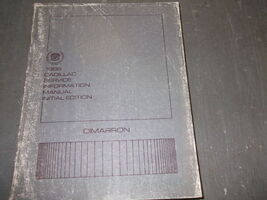 1986
CADILLAC
SERVICE
INFORMATION
MANUAL
INITIAL EDITION
CIMARRON